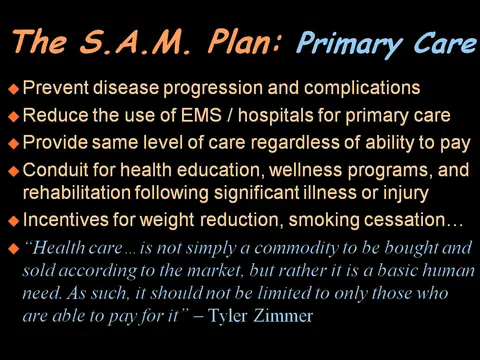 The S.A.M. Plan: Primary Care
◆Prevent disease progression and complications
◆Reduce the use of EMS / hospitals for primary care
◆Provide same level of care regardless of ability to pay
◆Conduit for health education, wellness programs, and
rehabilitation following significant illness or injury
◆Incentives for weight reduction, smoking cessation…
◆“Health care…is not simply a commodity to be bought and
sold according to the market, but rather it is a basic human
need. As such, it should not be limited to only those who
are able to pay for it” – Tyler Zimmer